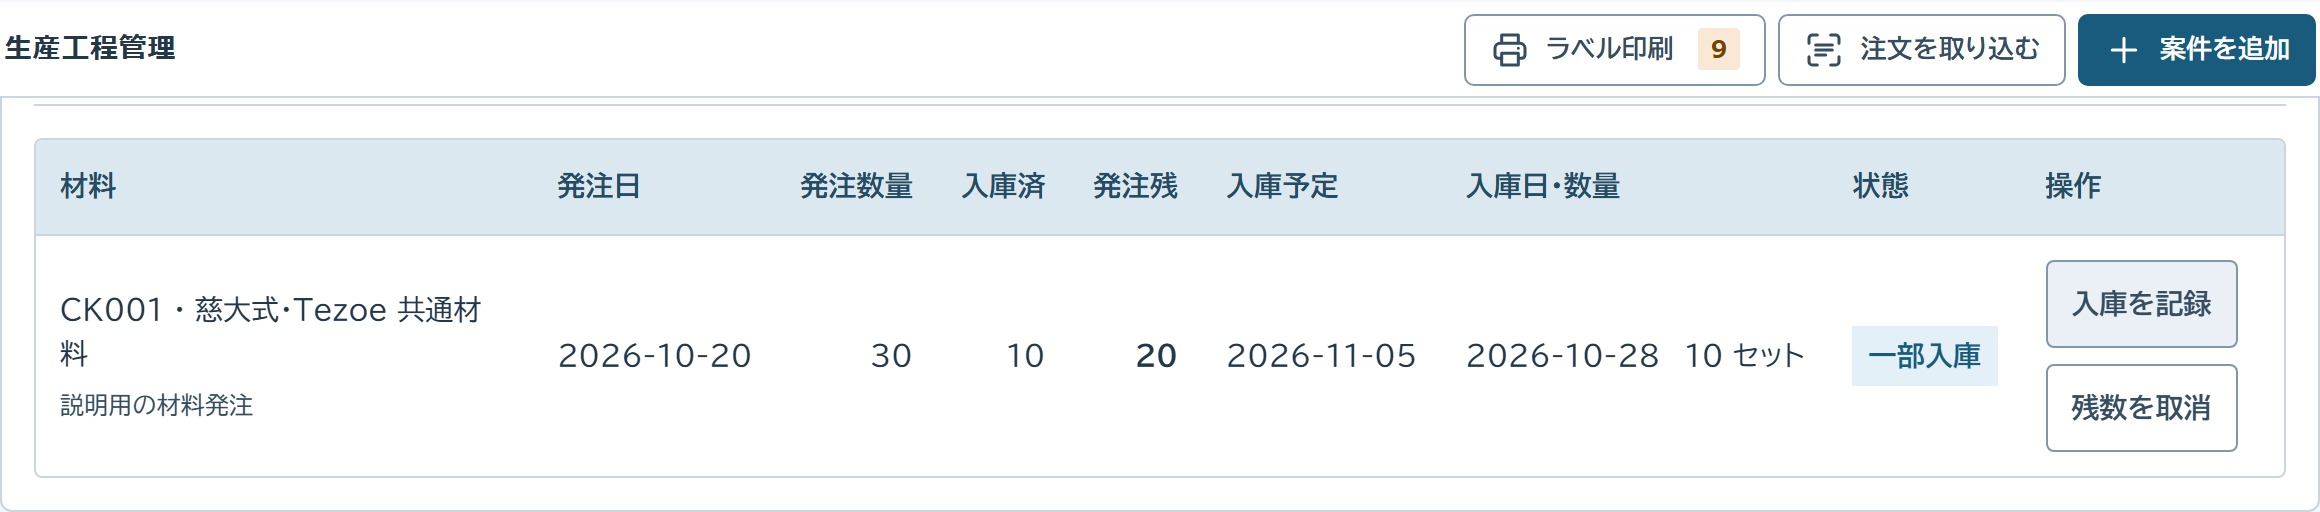 生産工程管理
ラベル印刷 9
注文を取り込む
＋ 案件を追加
材料 発注日 発注数量 入庫済 発注残 入庫予定 入庫日・数量 状態 操作
CK001・慈大式・Tezoe 共通材
料
説明用の材料発注
2026-10-20 30 10 20 2026-11-05 2026-10-28 10 セット 一部入庫
入庫を記録
残数を取消